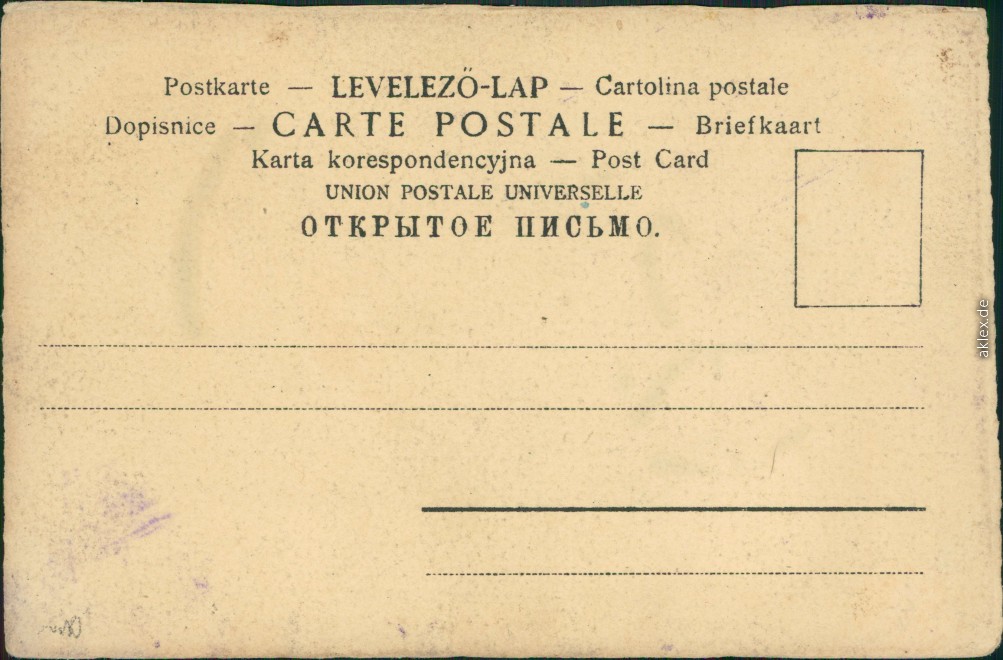 Postkarte — LEVELEZŐ-LAP — Cartolina postale
Dopisnice — CARTE POSTALE — Briefkaart
Karta korespondencyjna — Post Card
UNION POSTALE UNIVERSELLE
ОТКРЫТОЕ ПИСЬМО.
aklex.de